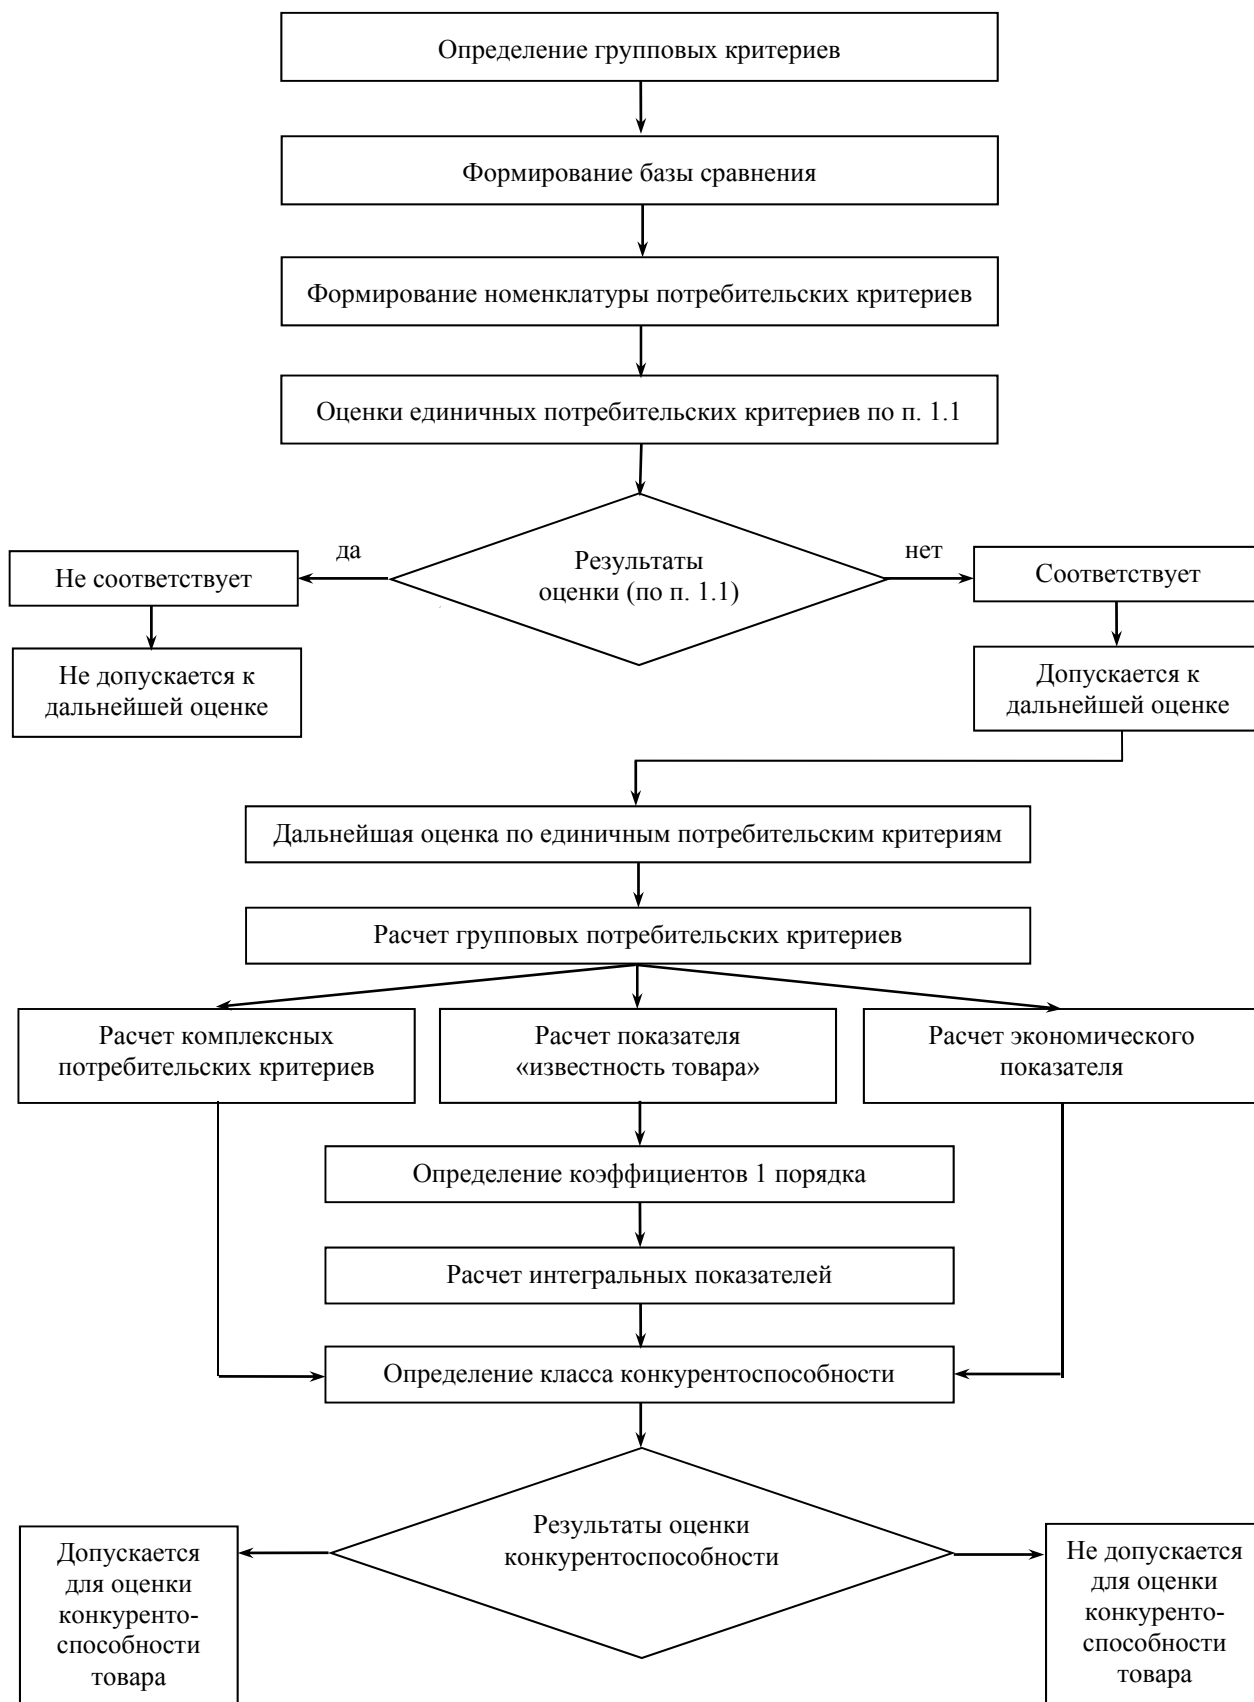 Определение групповых критериев
Формирование базы сравнения
Формирование номенклатуры потребительских критериев
Оценки единичных потребительских критериев по п. 1.1
да
Результаты
оценки (по п. 1.1)
нет
Не соответствует
Соответствует
Не допускается к
дальнейшей оценке
Допускается к
дальнейшей оценке
Дальнейшая оценка по единичным потребительским критериям
Расчет групповых потребительских критериев
Расчет комплексных
потребительских критериев
Расчет показателя
«известность товара»
Расчет экономического
показателя
Определение коэффициентов 1 порядка
Расчет интегральных показателей
Определение класса конкурентоспособности
Результаты оценки
конкурентоспособности
Допускается
для оценки
конкуренто-
способности
товара
Не допускается
для оценки
конкуренто-
способности
товара